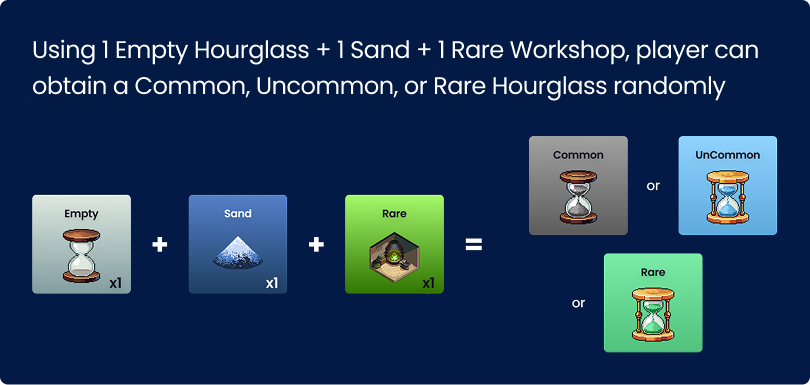 Using 1 Empty Hourglass + 1 Sand + 1 Rare Workshop, player can
obtain a Common, Uncommon, or Rare Hourglass randomly
Common
or
UnCommon
Empty
x1
+
Sand
x1
+
Rare
x1
=
or
Rare